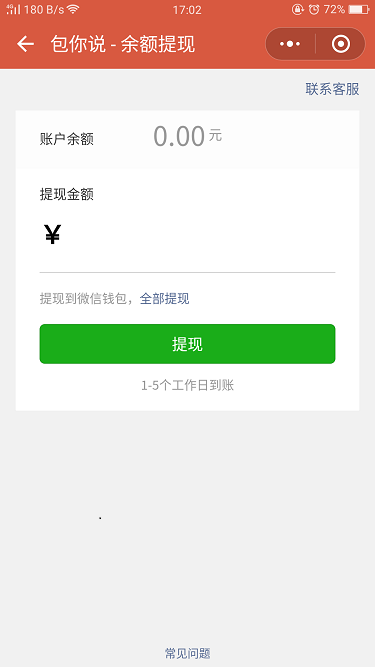 4G 180 B/s 17:02 72%
包你说 - 余额提现
联系客服
账户余额 0.00 元
提现金额
¥
提现到微信钱包，全部提现
提现
1-5个工作日到账
常见问题